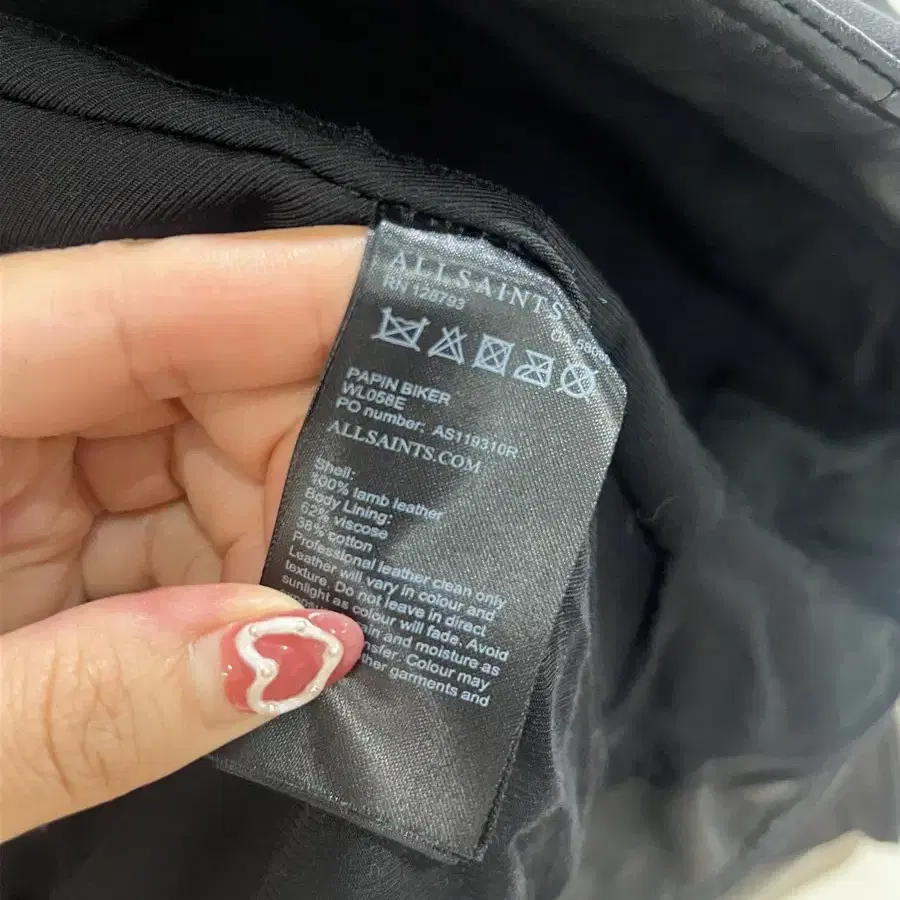 ALLSAINTS
RN 128793
PAPIN BIKER
WL058E
PO number: AS119310R
ALLSAINTS.COM
Shell:
100% lamb leather
Body Lining:
62% viscose
38% cotton
Professional leather clean only
Leather will vary in colour and
texture. Do not leave in direct
sunlight as colour will fade. Avoid
and moisture as
Colour may
garments and